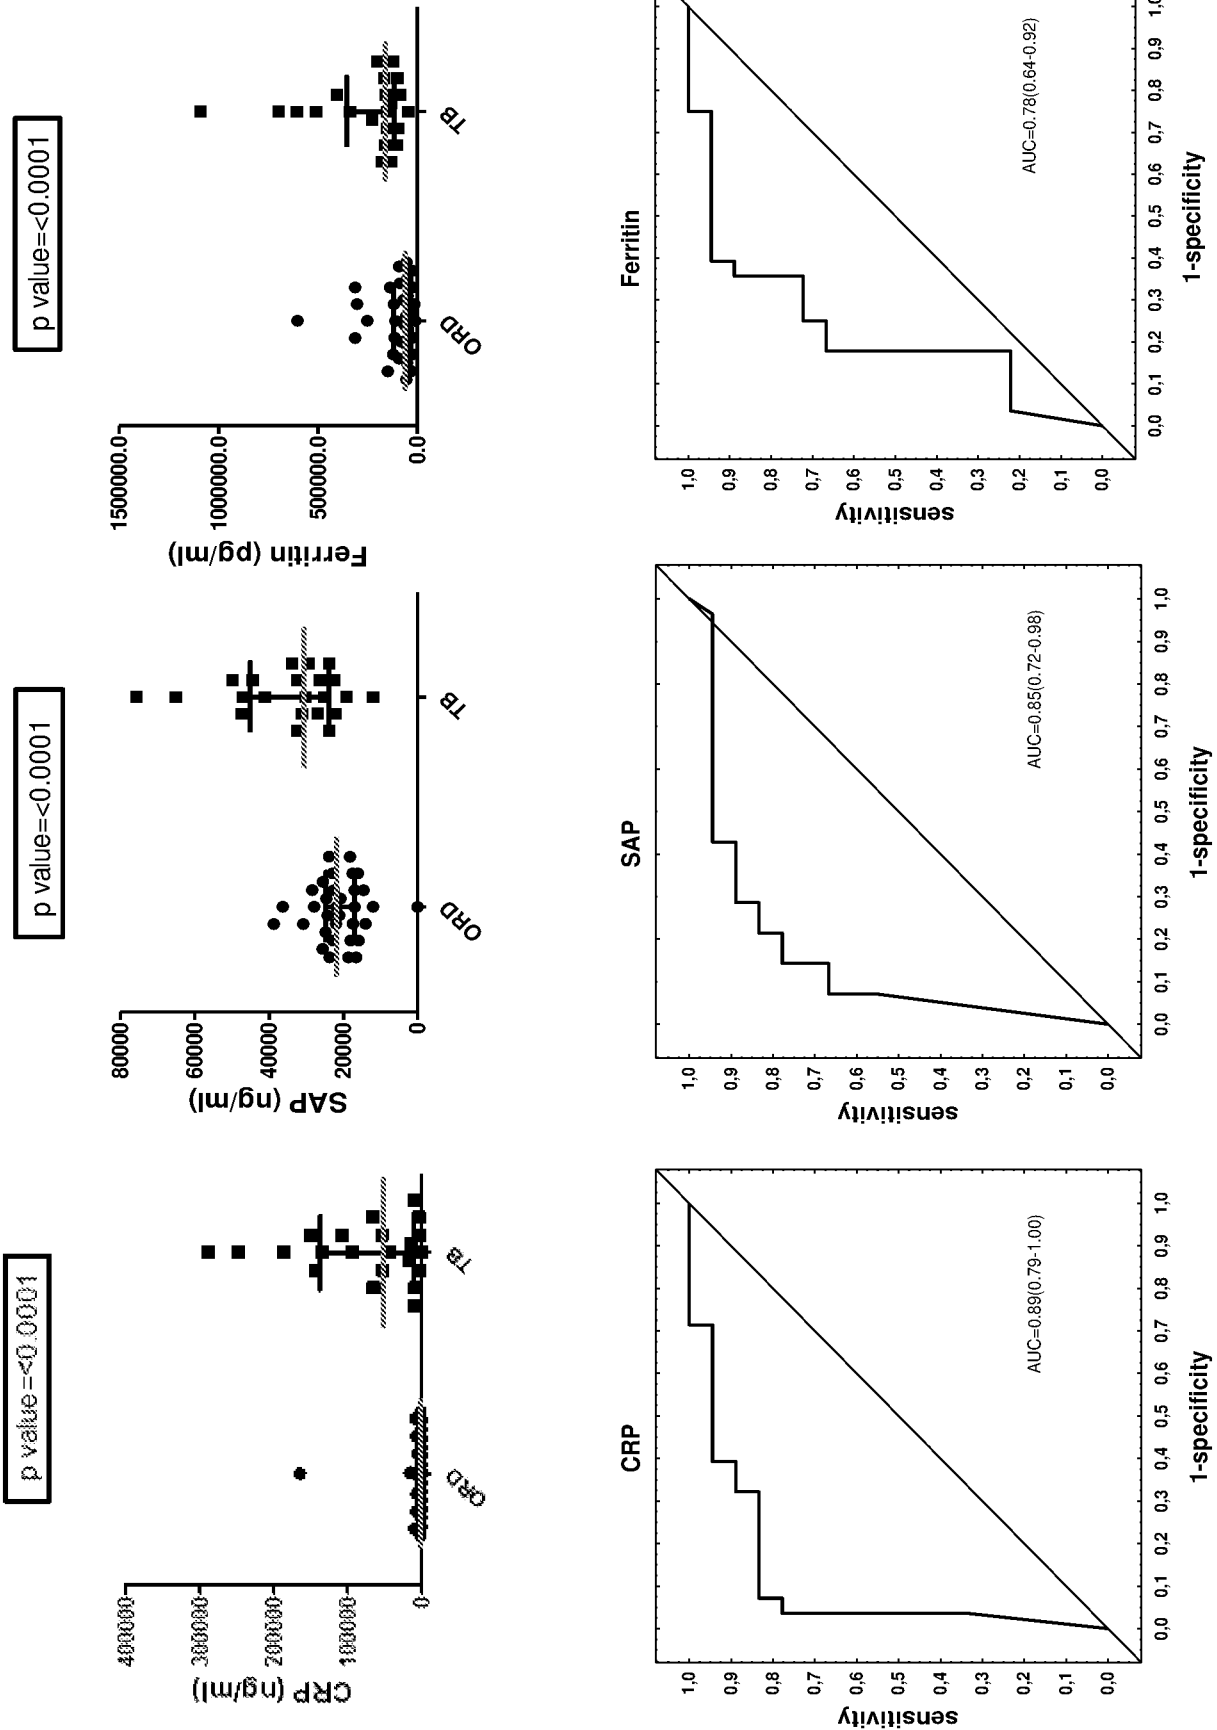 p value=<0.0001
CRP (ng/ml)
400000
300000
200000
100000
0
ORD
TB
p value=<0.0001
SAP (ng/ml)
80000
60000
40000
20000
0
ORD
TB
p value=<0.0001
Ferritin (pg/ml)
1500000.0
1000000.0
500000.0
0.0
ORD
TB
CRP
sensitivity
1,0
0,9
0,8
0,7
0,6
0,5
0,4
0,3
0,2
0,1
0,0
AUC=0.89(0.79-1.00)
0,0 0,1 0,2 0,3 0,4 0,5 0,6 0,7 0,8 0,9 1,0
1-specificity
SAP
sensitivity
1,0
0,9
0,8
0,7
0,6
0,5
0,4
0,3
0,2
0,1
0,0
AUC=0.85(0.72-0.98)
0,0 0,1 0,2 0,3 0,4 0,5 0,6 0,7 0,8 0,9 1,0
1-specificity
Ferritin
sensitivity
1,0
0,9
0,8
0,7
0,6
0,5
0,4
0,3
0,2
0,1
0,0
AUC=0.78(0.64-0.92)
0,0 0,1 0,2 0,3 0,4 0,5 0,6 0,7 0,8 0,9 1,0
1-specificity